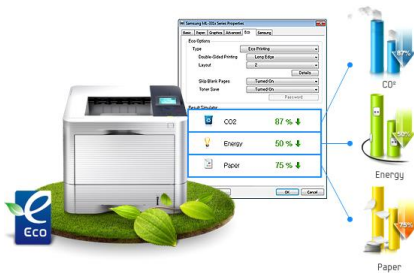 Samsung ML-501x Series Properties
Basic Paper Graphics Advanced Eco Samsung
Eco Options
Type Eco Printing
Double-Sided Printing Long Edge
Layout 2
Details
Skip Blank Pages Turned On
Toner Save Turned On
Password
Result Simulator
CO2 87 %
Energy 50 %
Paper 75 %
OK Cancel
e
Eco
87%
CO²
50%
Energy
75%
Paper